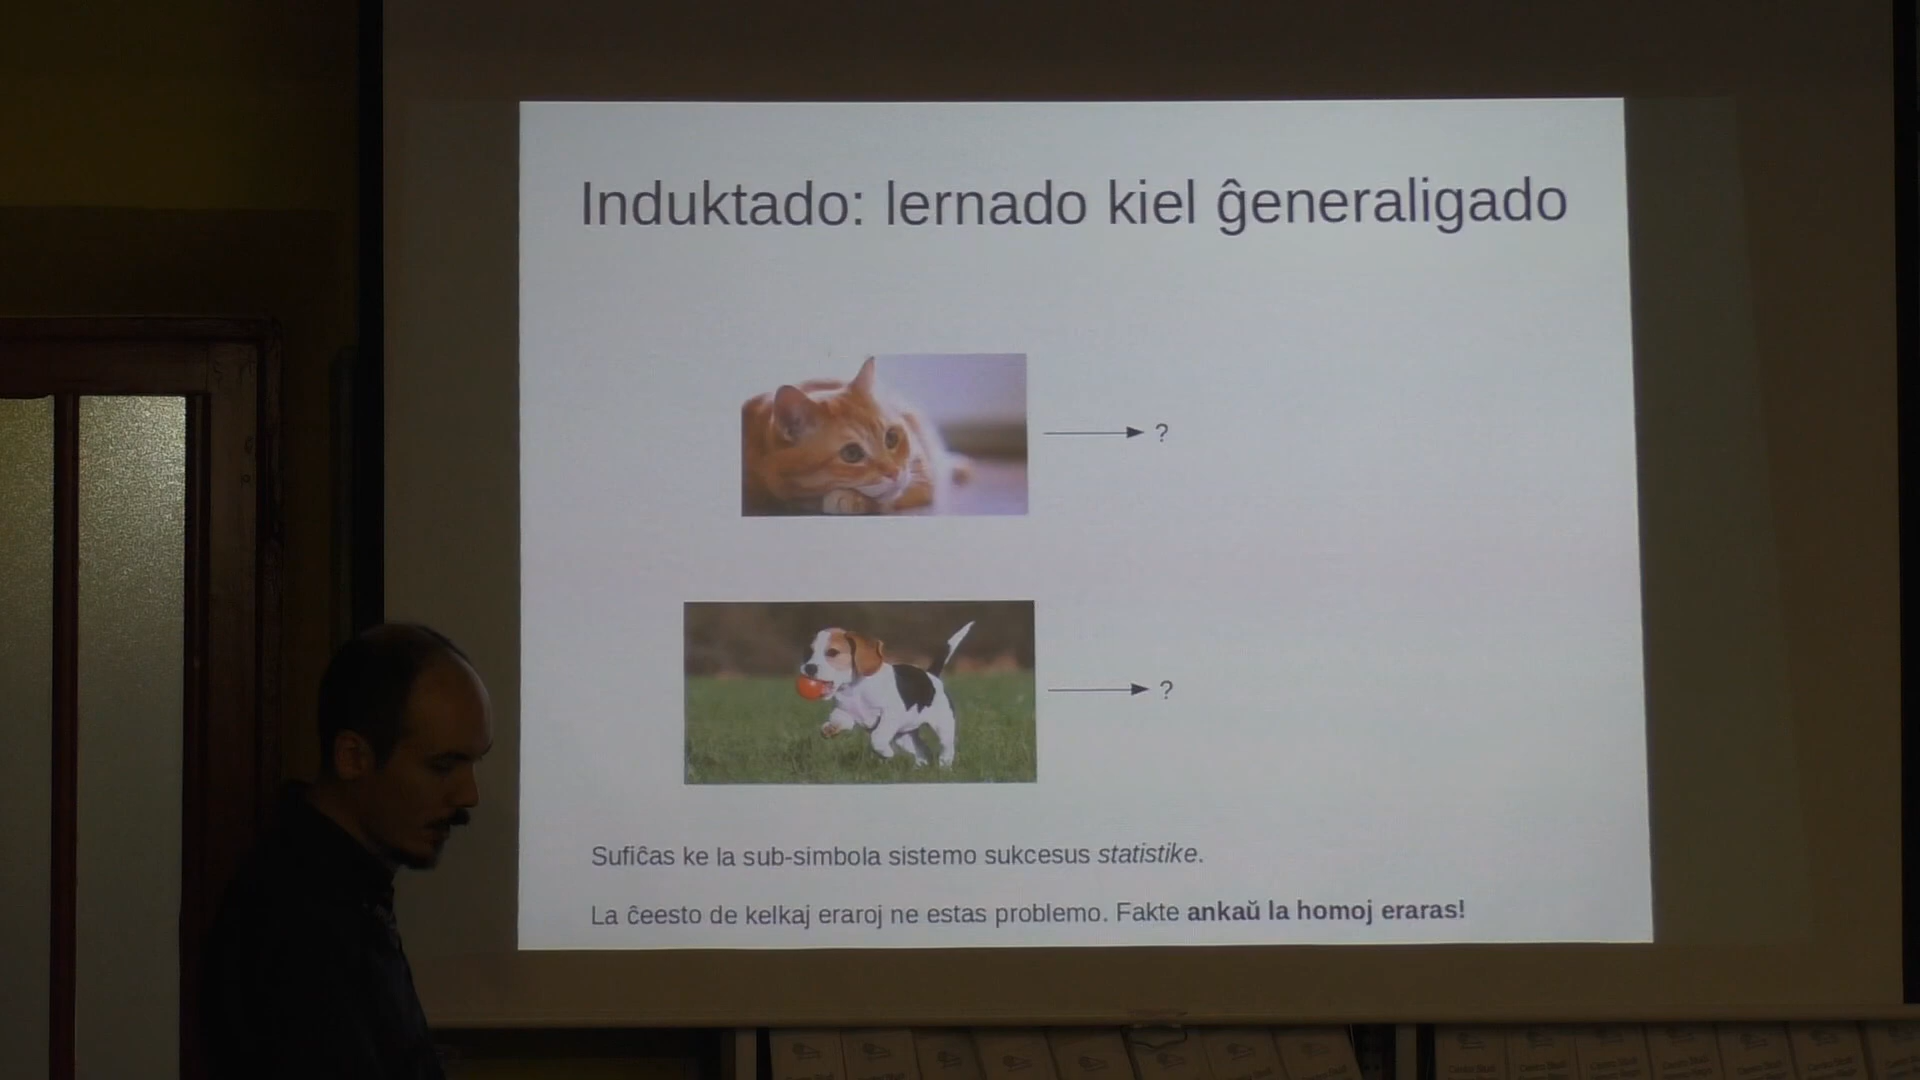 Induktado: lernado kiel ĝeneraligado
?
?
Sufiĉas ke la sub-simbola sistemo sukcesus statistike.
La ĉeesto de kelkaj eraroj ne estas problemo. Fakte ankaŭ la homoj eraras!